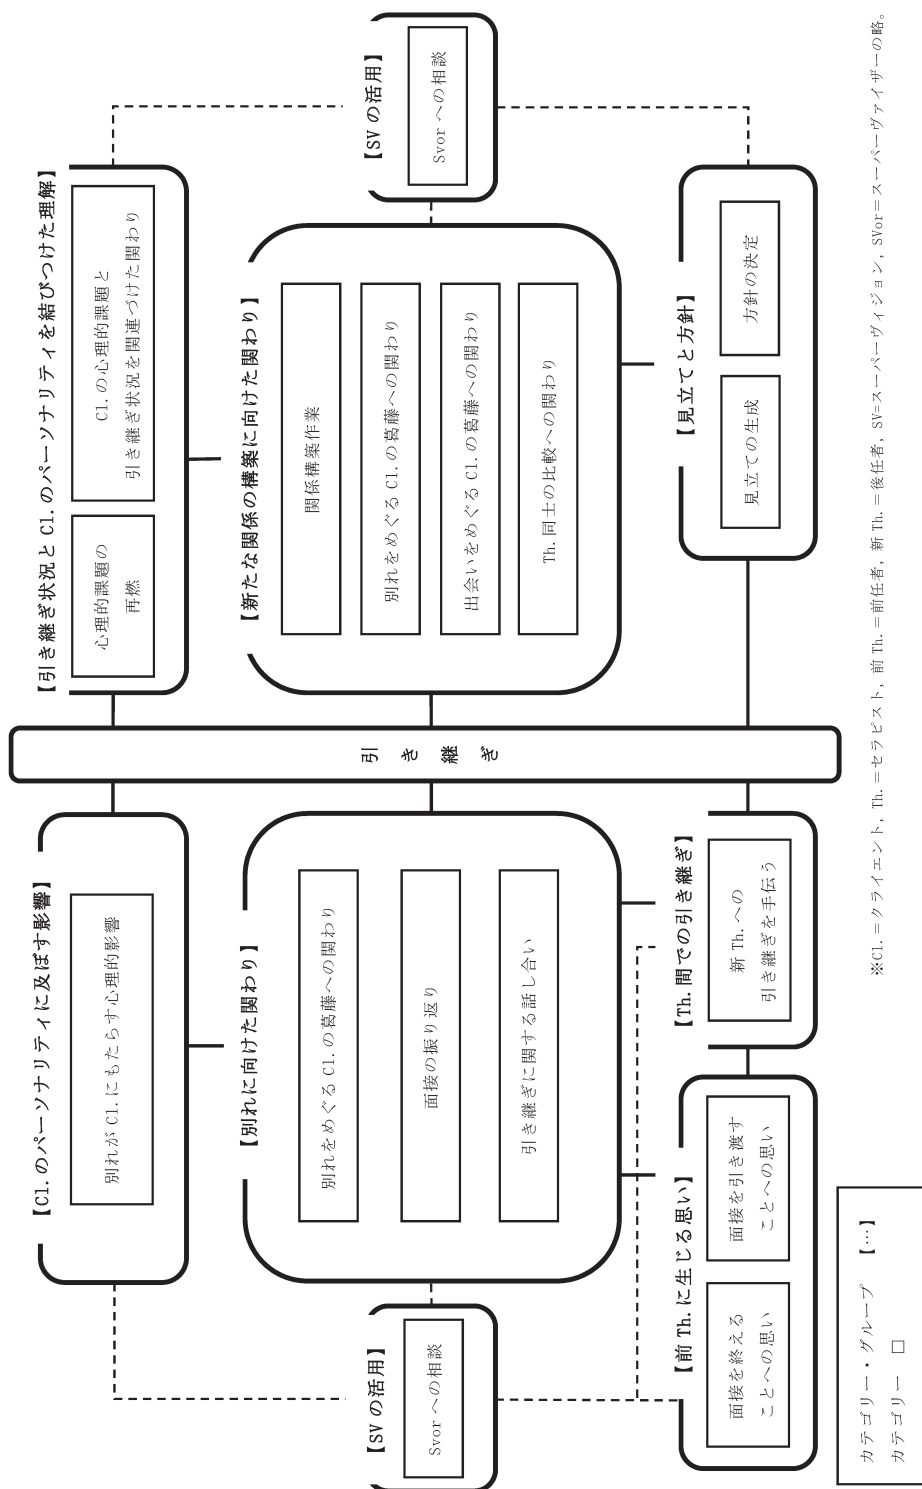 【SVの活用】
Svorへの相談
【Cl.のパーソナリティに及ぼす影響】
別れがCl.にもたらす心理的影響
【別れに向けた関わり】
別れをめぐるCl.の葛藤への関わり
面接の振り返り
引き継ぎに関する話し合い
【前Th.に生じる思い】
面接を終える
ことへの思い
面接を引き渡す
ことへの思い
【Th.間での引き継ぎ】
新Th.への
引き継ぎを手伝う
引き継ぎ
【引き継ぎ状況とCl.のパーソナリティを結びつけた理解】
心理的課題の
再燃
Cl.の心理的課題と
引き継ぎ状況を関連づけた関わり
【新たな関係の構築に向けた関わり】
関係構築作業
別れをめぐるCl.の葛藤への関わり
出会いをめぐるCl.の葛藤への関わり
Th.同士の比較への関わり
【見立てと方針】
見立ての生成
方針の決定
【SVの活用】
Svorへの相談
カテゴリー・グループ 【…】
カテゴリー □
※Cl.＝クライエント, Th.＝セラピスト, 前Th.＝前任者, 新Th.＝後任者, SV=スーパーヴィジョン, SVor＝スーパーヴァイザーの略。